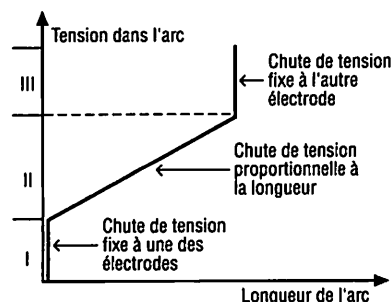 Tension dans l'arc
III
Chute de tension
fixe à l'autre
électrode
II
Chute de tension
proportionnelle à
la longueur
I
Chute de tension
fixe à une des
électrodes
Longueur de l'arc